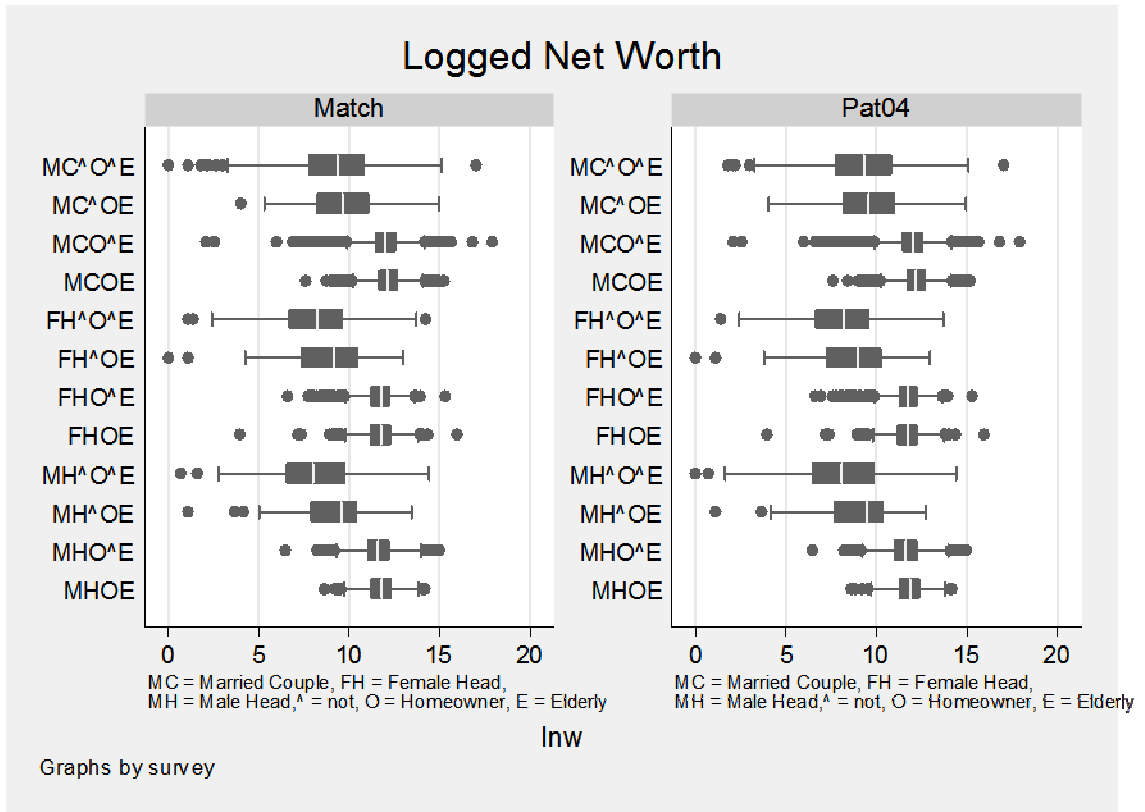 Logged Net Worth
Match
MC^O^E
MC^OE
MCO^E
MCOE
FH^O^E
FH^OE
FHO^E
FHOE
MH^O^E
MH^OE
MHO^E
MHOE
0 5 10 15 20
MC = Married Couple, FH = Female Head,
MH = Male Head,^ = not, O = Homeowner, E = Elderly
Pat04
MC^O^E
MC^OE
MCO^E
MCOE
FH^O^E
FH^OE
FHO^E
FHOE
MH^O^E
MH^OE
MHO^E
MHOE
0 5 10 15 20
MC = Married Couple, FH = Female Head,
MH = Male Head,^ = not, O = Homeowner, E = Elderly
lnw
Graphs by survey